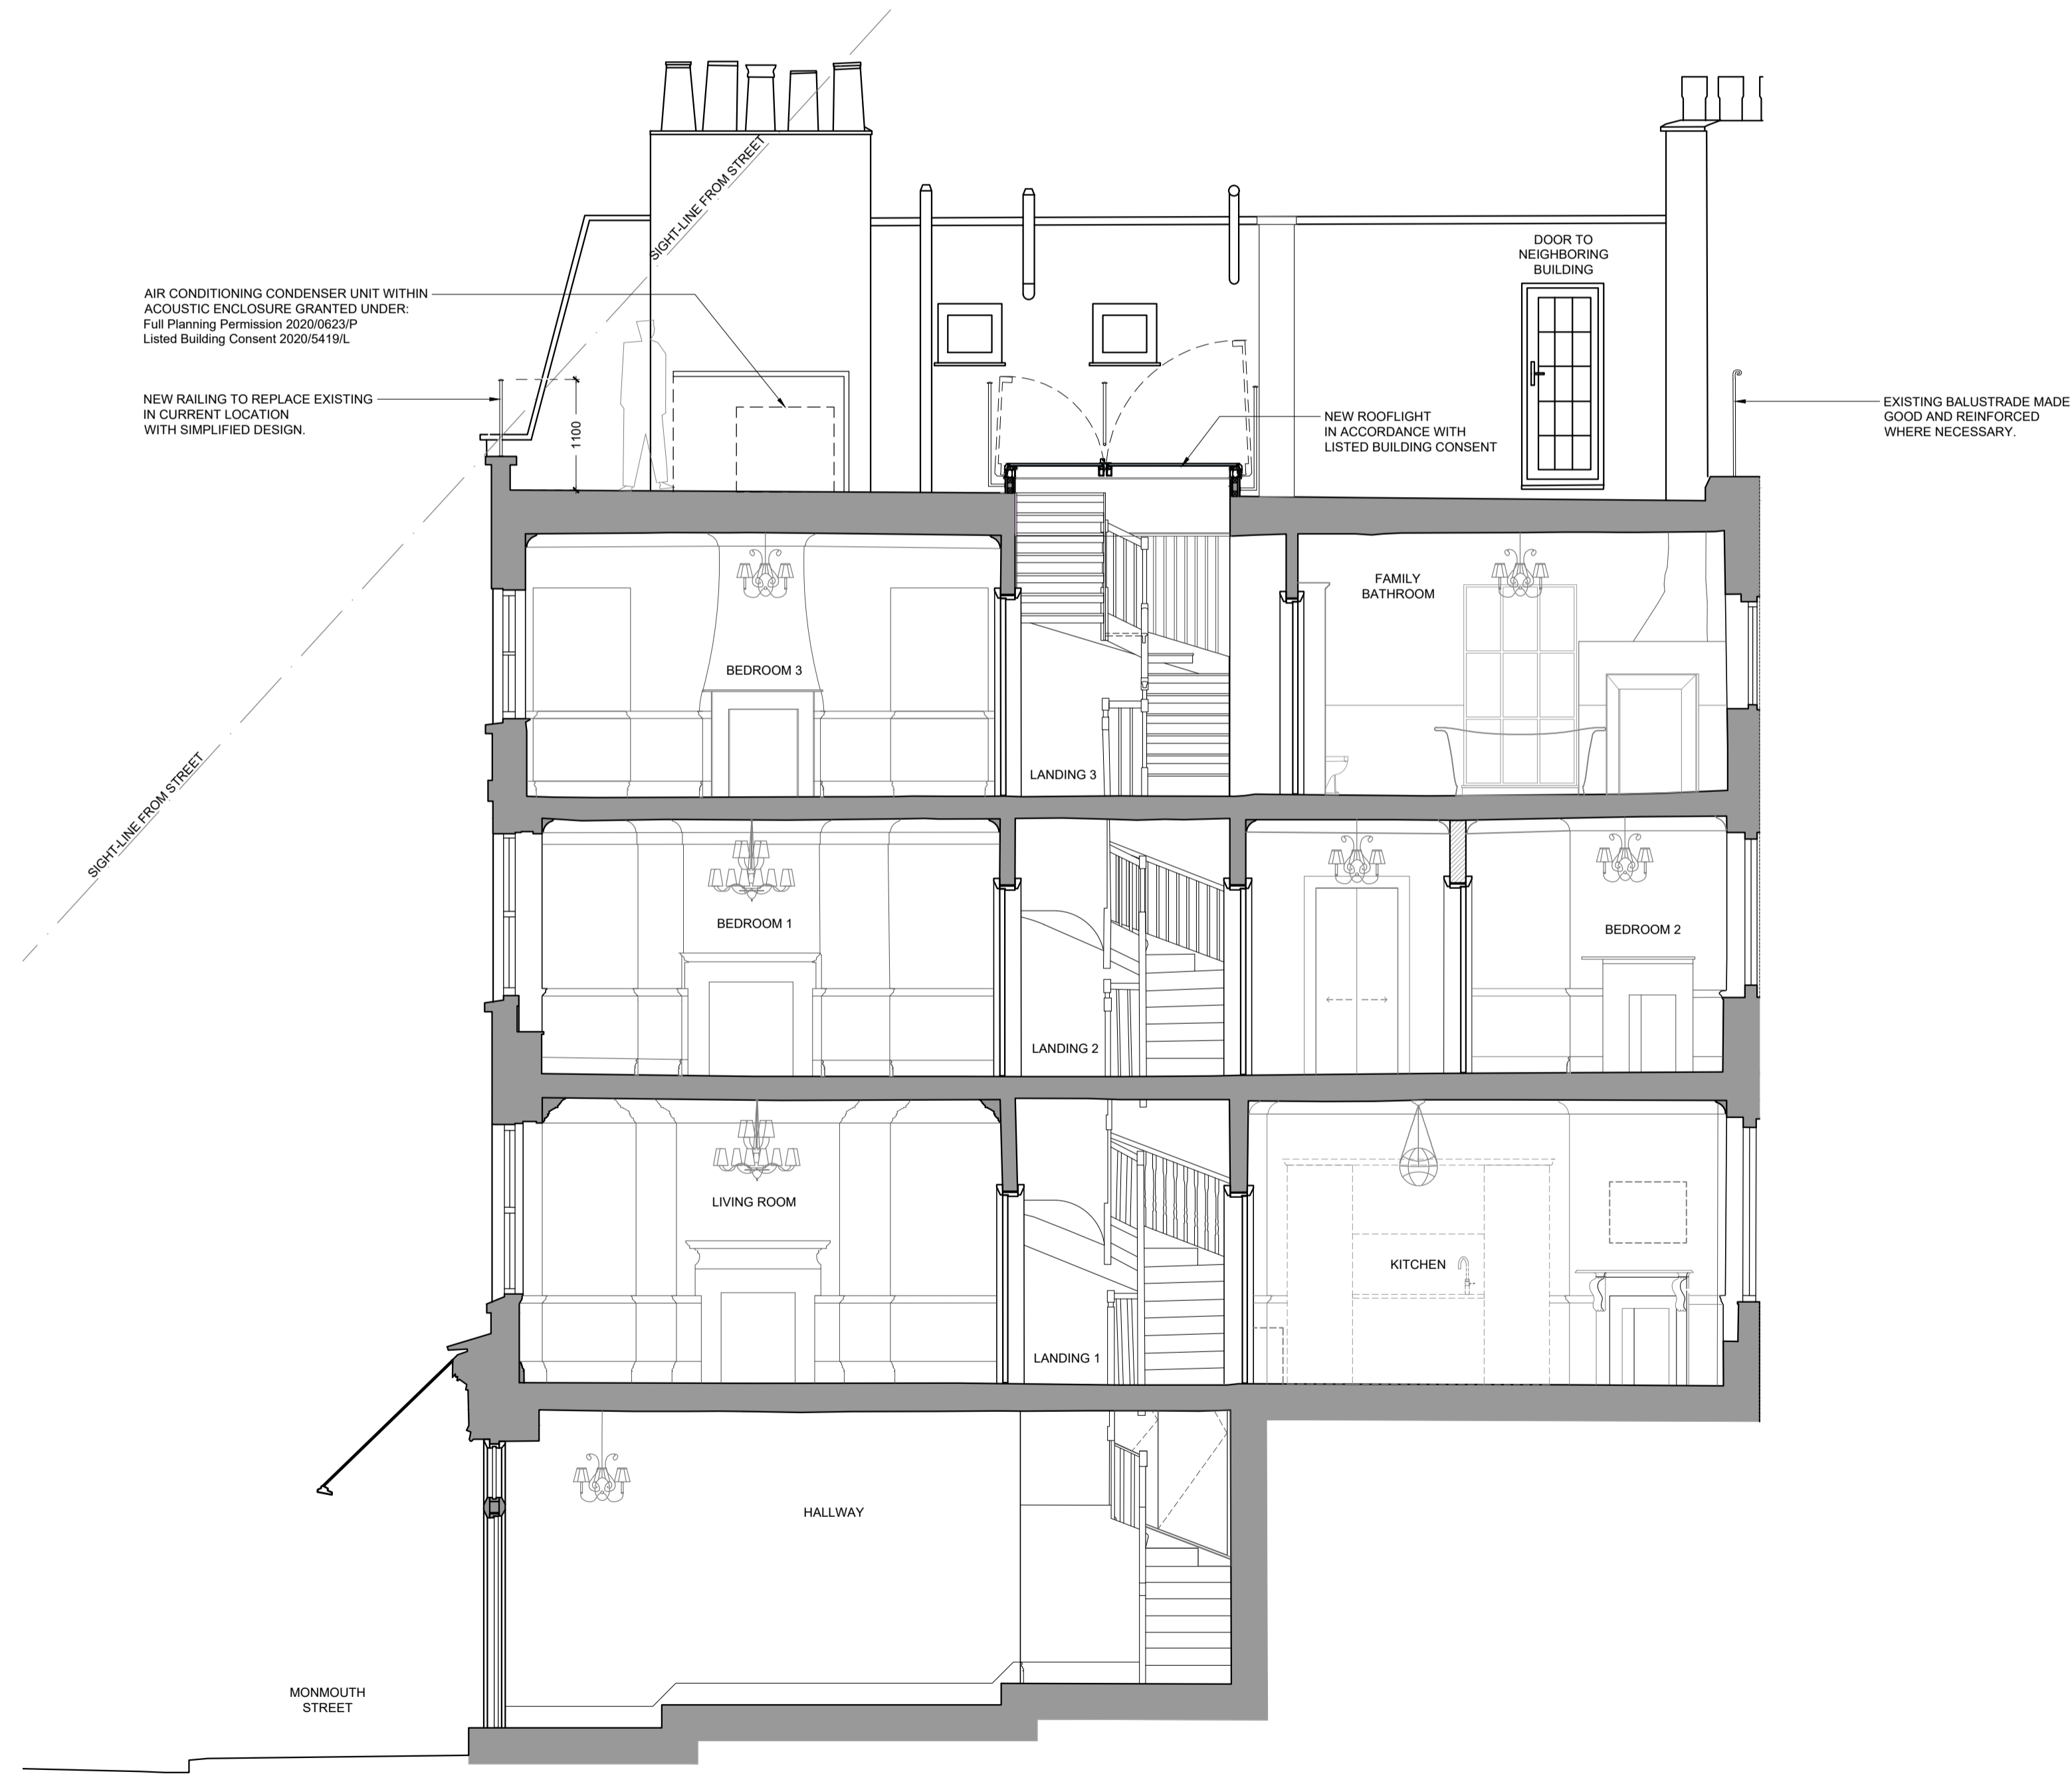 SIGHT-LINE FROM STREET
DOOR TO
NEIGHBORING
BUILDING
AIR CONDITIONING CONDENSER UNIT WITHIN
ACOUSTIC ENCLOSURE GRANTED UNDER:
Full Planning Permission 2020/0623/P
Listed Building Consent 2020/5419/L
NEW RAILING TO REPLACE EXISTING
IN CURRENT LOCATION
WITH SIMPLIFIED DESIGN.
1100
NEW ROOFLIGHT
IN ACCORDANCE WITH
LISTED BUILDING CONSENT
EXISTING BALUSTRADE MADE
GOOD AND REINFORCED
WHERE NECESSARY.
FAMILY
BATHROOM
BEDROOM 3
LANDING 3
SIGHT-LINE FROM STREET
BEDROOM 1
BEDROOM 2
LANDING 2
LIVING ROOM
KITCHEN
LANDING 1
HALLWAY
MONMOUTH
STREET